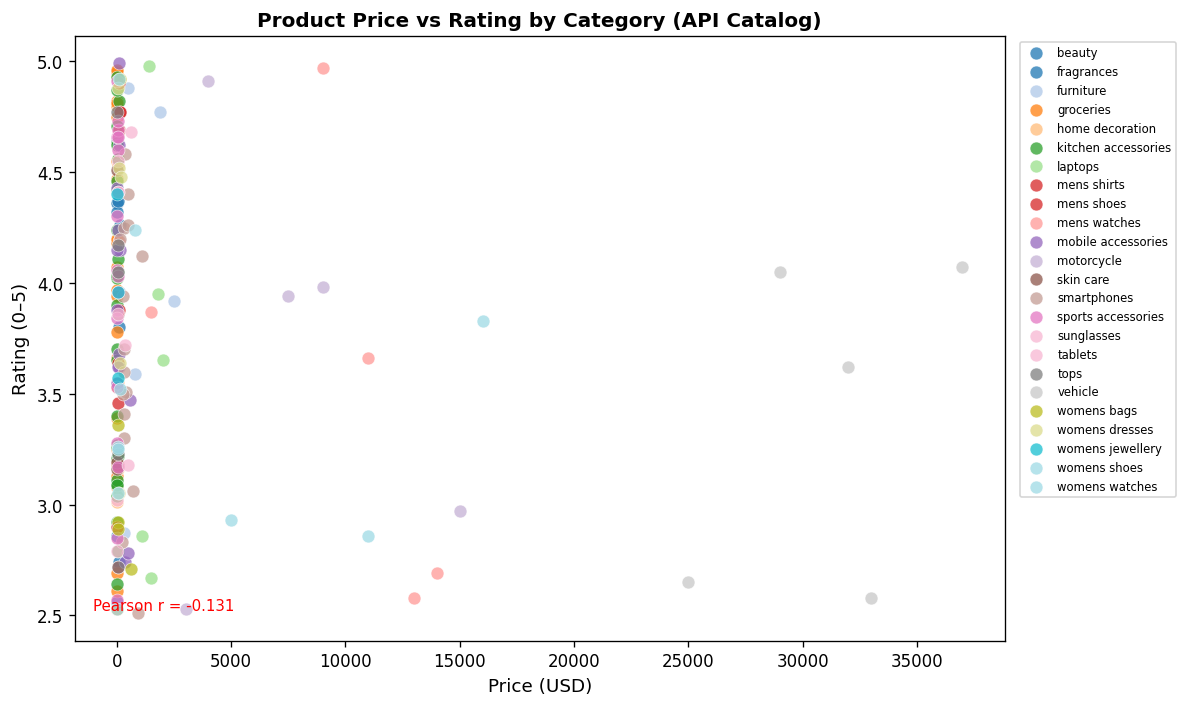 Product Price vs Rating by Category (API Catalog)
Rating (0–5)
5.0
4.5
4.0
3.5
3.0
2.5
Pearson r = -0.131
0 5000 10000 15000 20000 25000 30000 35000
Price (USD)
beauty
fragrances
furniture
groceries
home decoration
kitchen accessories
laptops
mens shirts
mens shoes
mens watches
mobile accessories
motorcycle
skin care
smartphones
sports accessories
sunglasses
tablets
tops
vehicle
womens bags
womens dresses
womens jewellery
womens shoes
womens watches